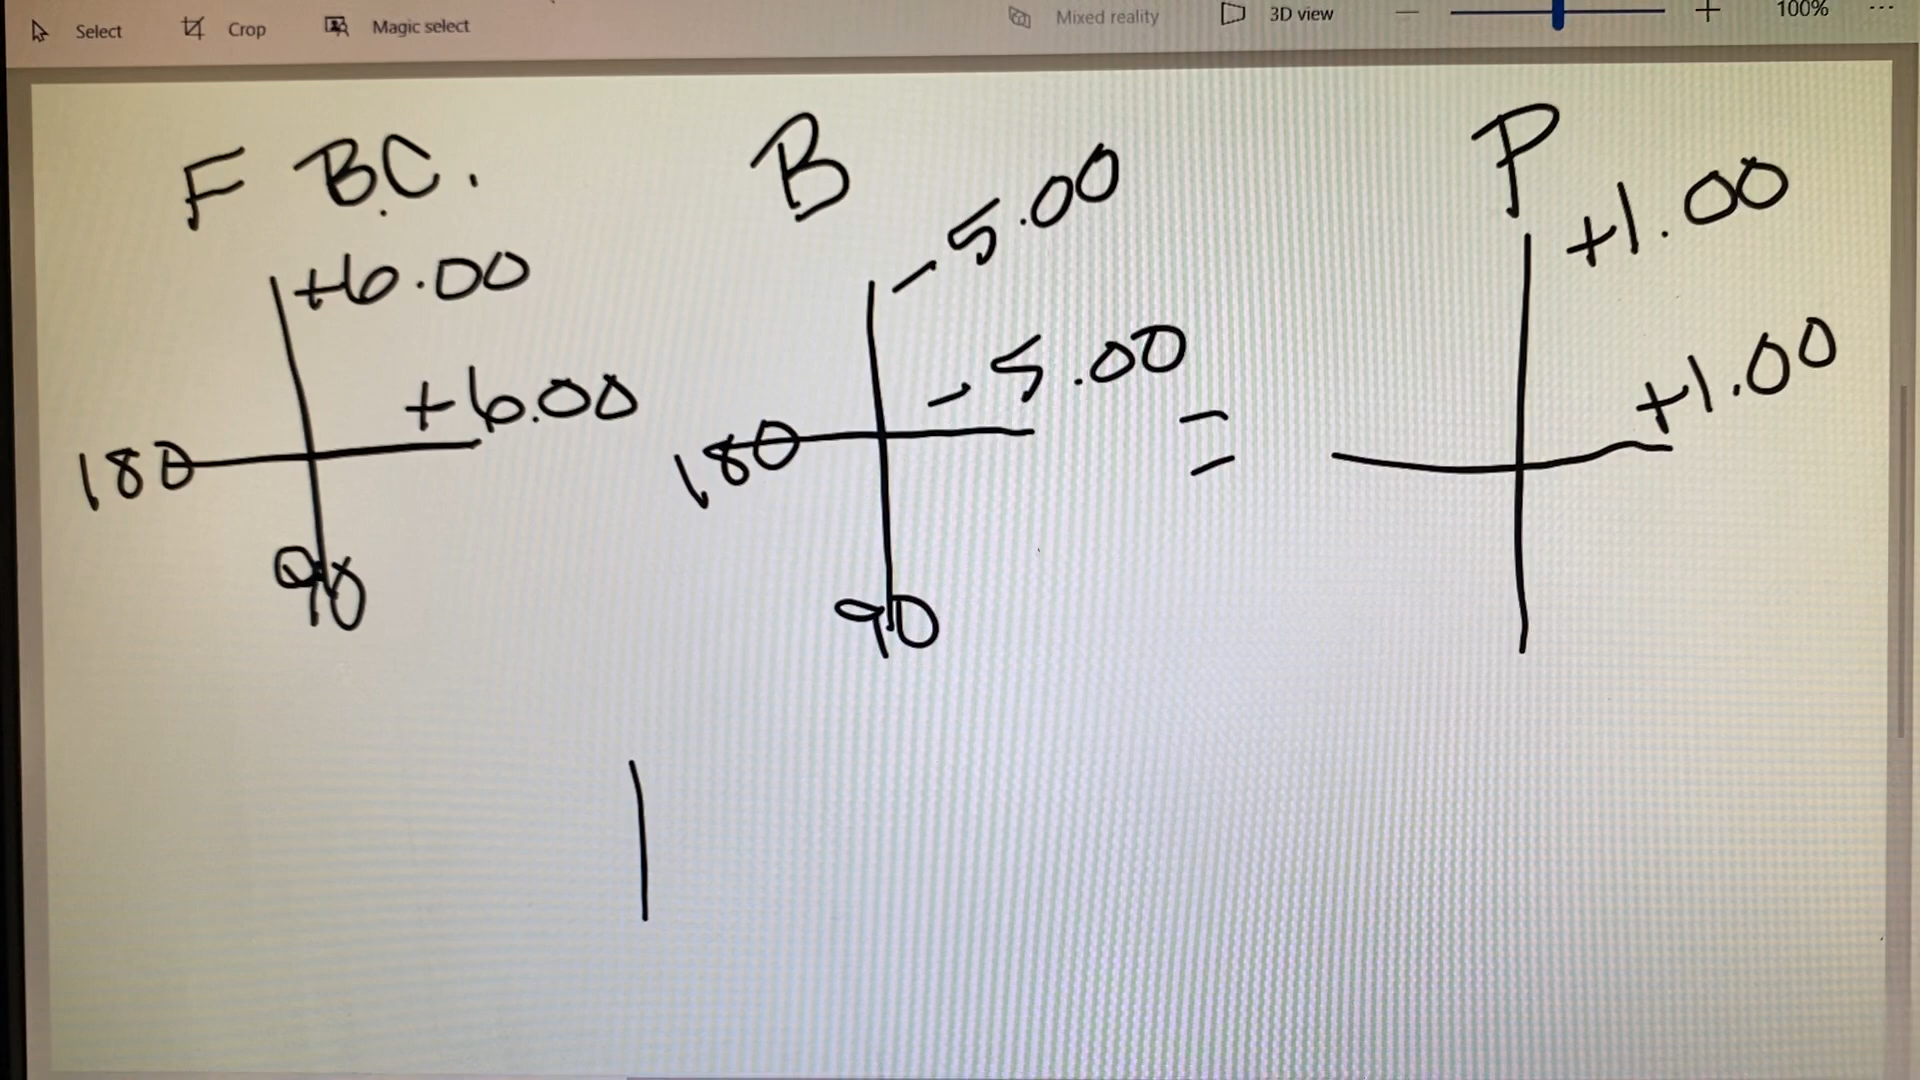 Select Crop Magic select Mixed reality 3D view 100%
F B.C. B P
+6.00 -5.00 +1.00
+6.00 -5.00 = +1.00
180 180
90 90